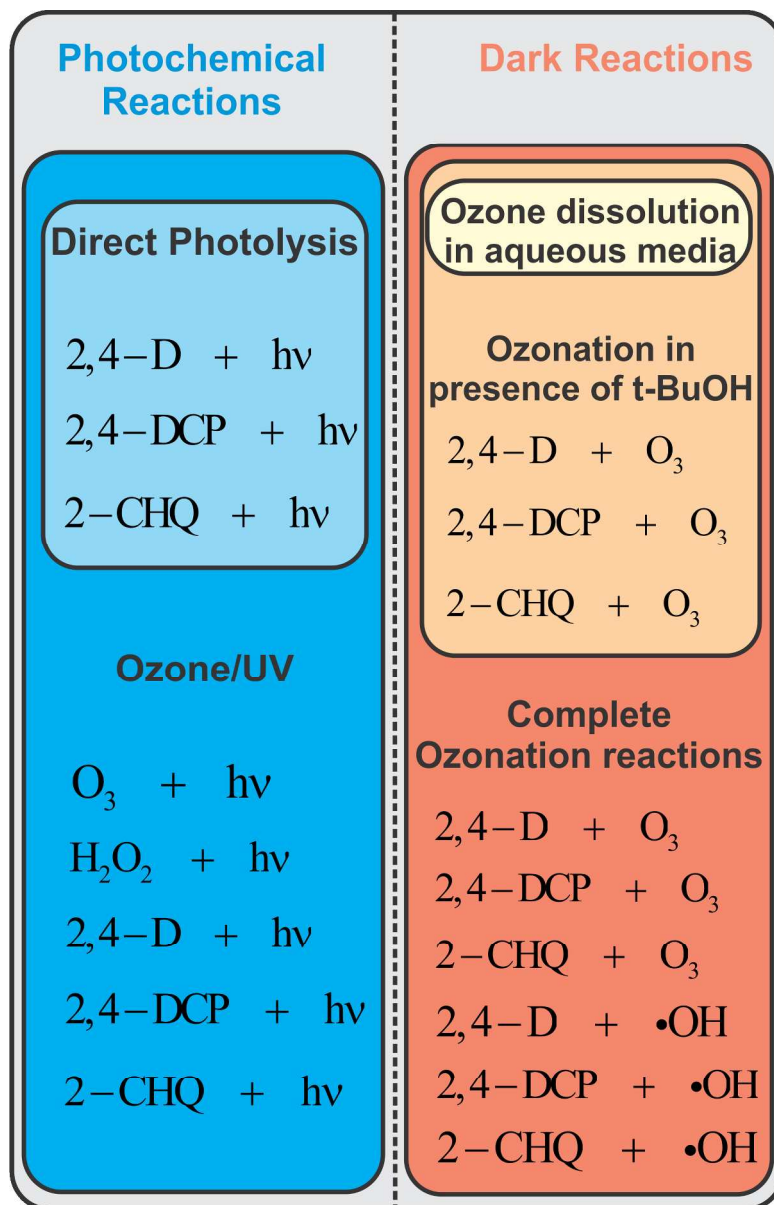 Photochemical
Reactions
Direct Photolysis
2,4−D + hν
2,4−DCP + hν
2−CHQ + hν
Ozone/UV
O₃ + hν
H₂O₂ + hν
2,4−D + hν
2,4−DCP + hν
2−CHQ + hν
Dark Reactions
Ozone dissolution
in aqueous media
Ozonation in
presence of t-BuOH
2,4−D + O₃
2,4−DCP + O₃
2−CHQ + O₃
Complete
Ozonation reactions
2,4−D + O₃
2,4−DCP + O₃
2−CHQ + O₃
2,4−D + •OH
2,4−DCP + •OH
2−CHQ + •OH